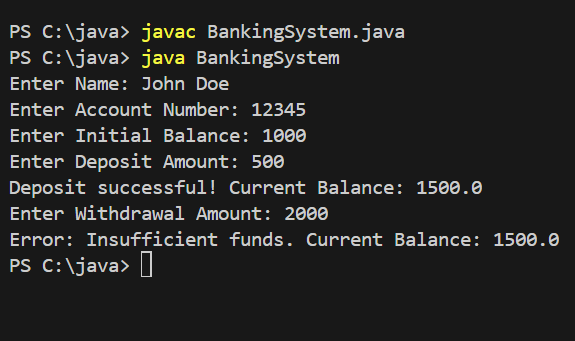 PS C:\java> javac BankingSystem.java
PS C:\java> java BankingSystem
Enter Name: John Doe
Enter Account Number: 12345
Enter Initial Balance: 1000
Enter Deposit Amount: 500
Deposit successful! Current Balance: 1500.0
Enter Withdrawal Amount: 2000
Error: Insufficient funds. Current Balance: 1500.0
PS C:\java>